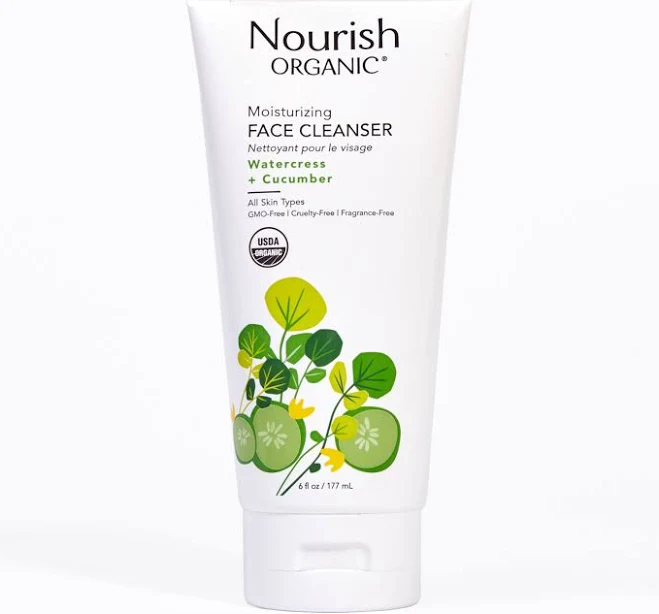 Nourish
ORGANIC®
Moisturizing
FACE CLEANSER
Nettoyant pour le visage
Watercress
+ Cucumber
All Skin Types
GMO-Free | Cruelty-Free | Fragrance-Free
USDA
ORGANIC
6 fl oz / 177 mL